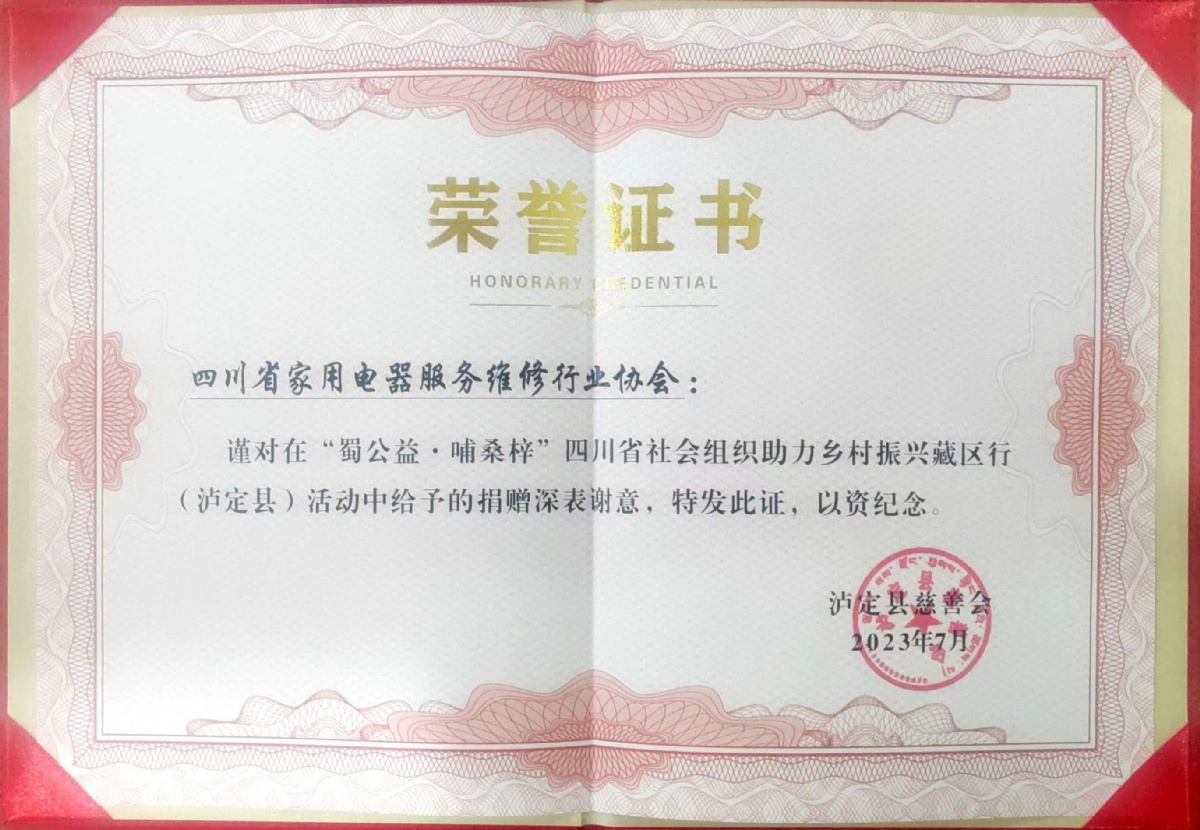 荣誉证书
HONORARY CREDENTIAL
四川省家用电器服务维修行业协会：
谨对在“蜀公益·哺桑梓”四川省社会组织助力乡村振兴藏区行
（泸定县）活动中给予的捐赠深表谢意，特发此证，以资纪念。
泸定县慈善会
2023年7月